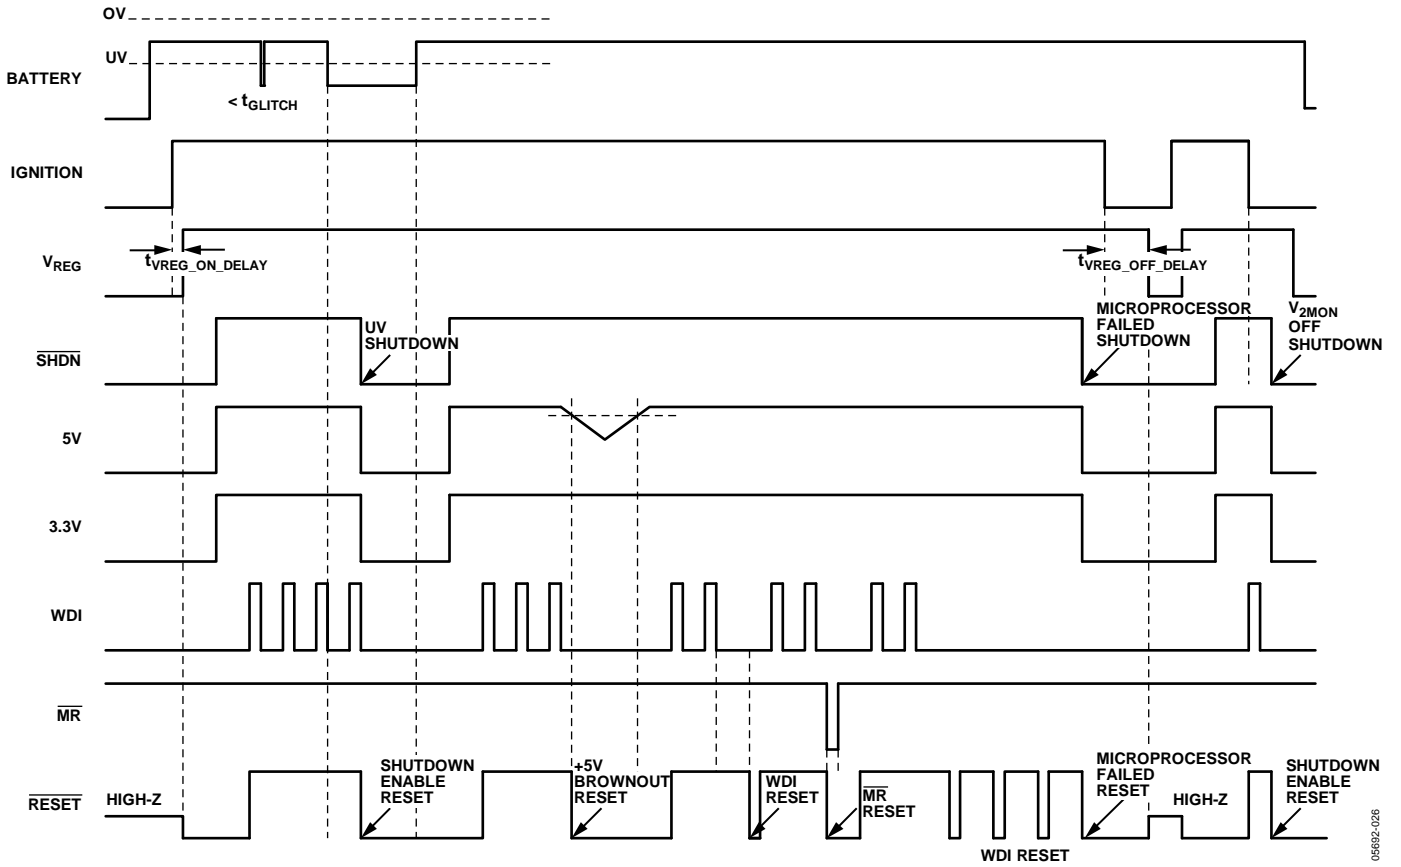 OV
UV
BATTERY
< tGLITCH
IGNITION
VREG
tVREG_ON_DELAY
tVREG_OFF_DELAY
SHDN
UV
SHUTDOWN
MICROPROCESSOR
FAILED
SHUTDOWN
V2MON
OFF
SHUTDOWN
5V
3.3V
WDI
MR
RESET
HIGH-Z
SHUTDOWN
ENABLE
RESET
+5V
BROWNOUT
RESET
WDI
RESET
MR
RESET
WDI RESET
MICROPROCESSOR
FAILED
RESET
HIGH-Z
SHUTDOWN
ENABLE
RESET
05692-026